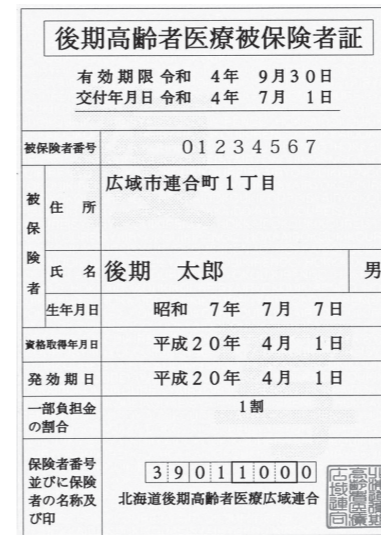 後期高齢者医療被保険者証
有効期限 令和 4年 9月30日
交付年月日 令和 4年 7月 1日
被保険者番号 01234567
被保険者
住所 広域市連合町1丁目
氏名 後期 太郎 男
生年月日 昭和 7年 7月 7日
資格取得年月日 平成20年 4月 1日
発効期日 平成20年 4月 1日
一部負担金の割合 1割
保険者番号
並びに保険
者の名称及
び印
39011000
北海道後期高齢者医療広域連合